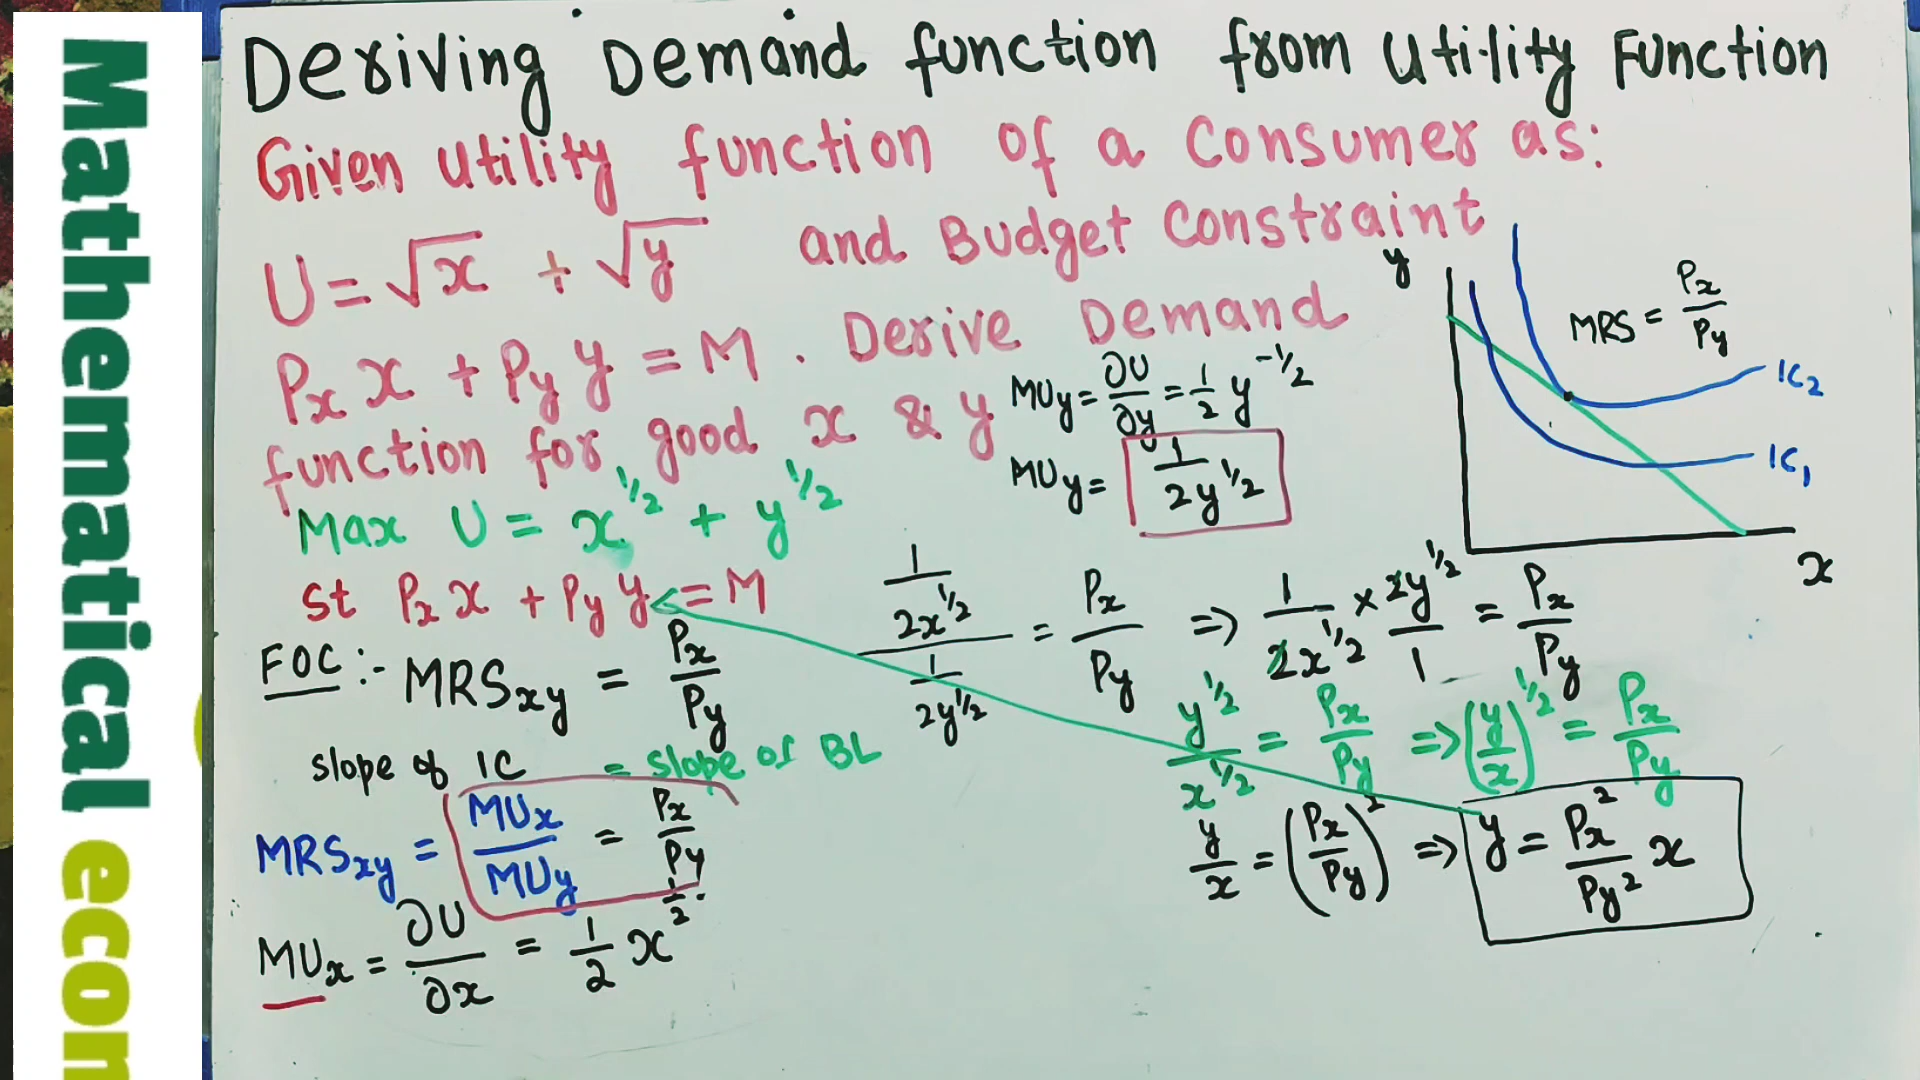 Mathematical econ
Deriving Demand function from Utility Function
Given Utility function of a Consumer as:
U = √x + √y and Budget Constraint
Pₓ x + Py y = M . Derive Demand
function for good x & y
Max U = x^1/2 + y^1/2
st Pₓ x + Py y = M
FOC :- MRSxy = Pₓ/Py
slope of IC = slope of BL
MRSxy = MUₓ/MUy = Pₓ/Py
MUₓ = ∂U/∂x = 1/2 x
MUy = ∂U/∂y = 1/2 y^-1/2
MUy = 1/2y^1/2
y
MRS = Pₓ/Py
IC₂
IC₁
x
(1/2x^1/2)/(1/2y^1/2) = Pₓ/Py => 1/2x^1/2 × 2y^1/2/1 = Pₓ/Py
y^1/2/x^1/2 = Pₓ/Py => (y/x)^1/2 = Pₓ/Py
y/x = (Pₓ/Py)^2 => y = Pₓ^2/Py^2 x